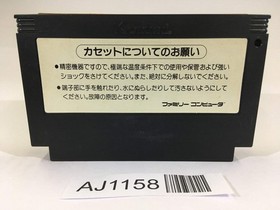 カセットについてのお願い
●精密機器ですので、極端な温度条件下での使用や保管および強い
ショックをさけてください。また、絶対に分解しないでください。
●端子部に手を触れたり、水にぬらしたりして汚さないようにして
ください。故障の原因となります。
ファミリー コンピュータ
AJ1158